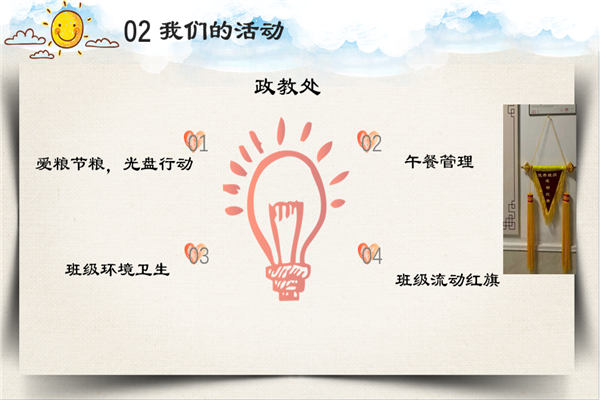 02 我们的活动
政教处
01
爱粮节粮，光盘行动
02
午餐管理
03
班级环境卫生
04
班级流动红旗